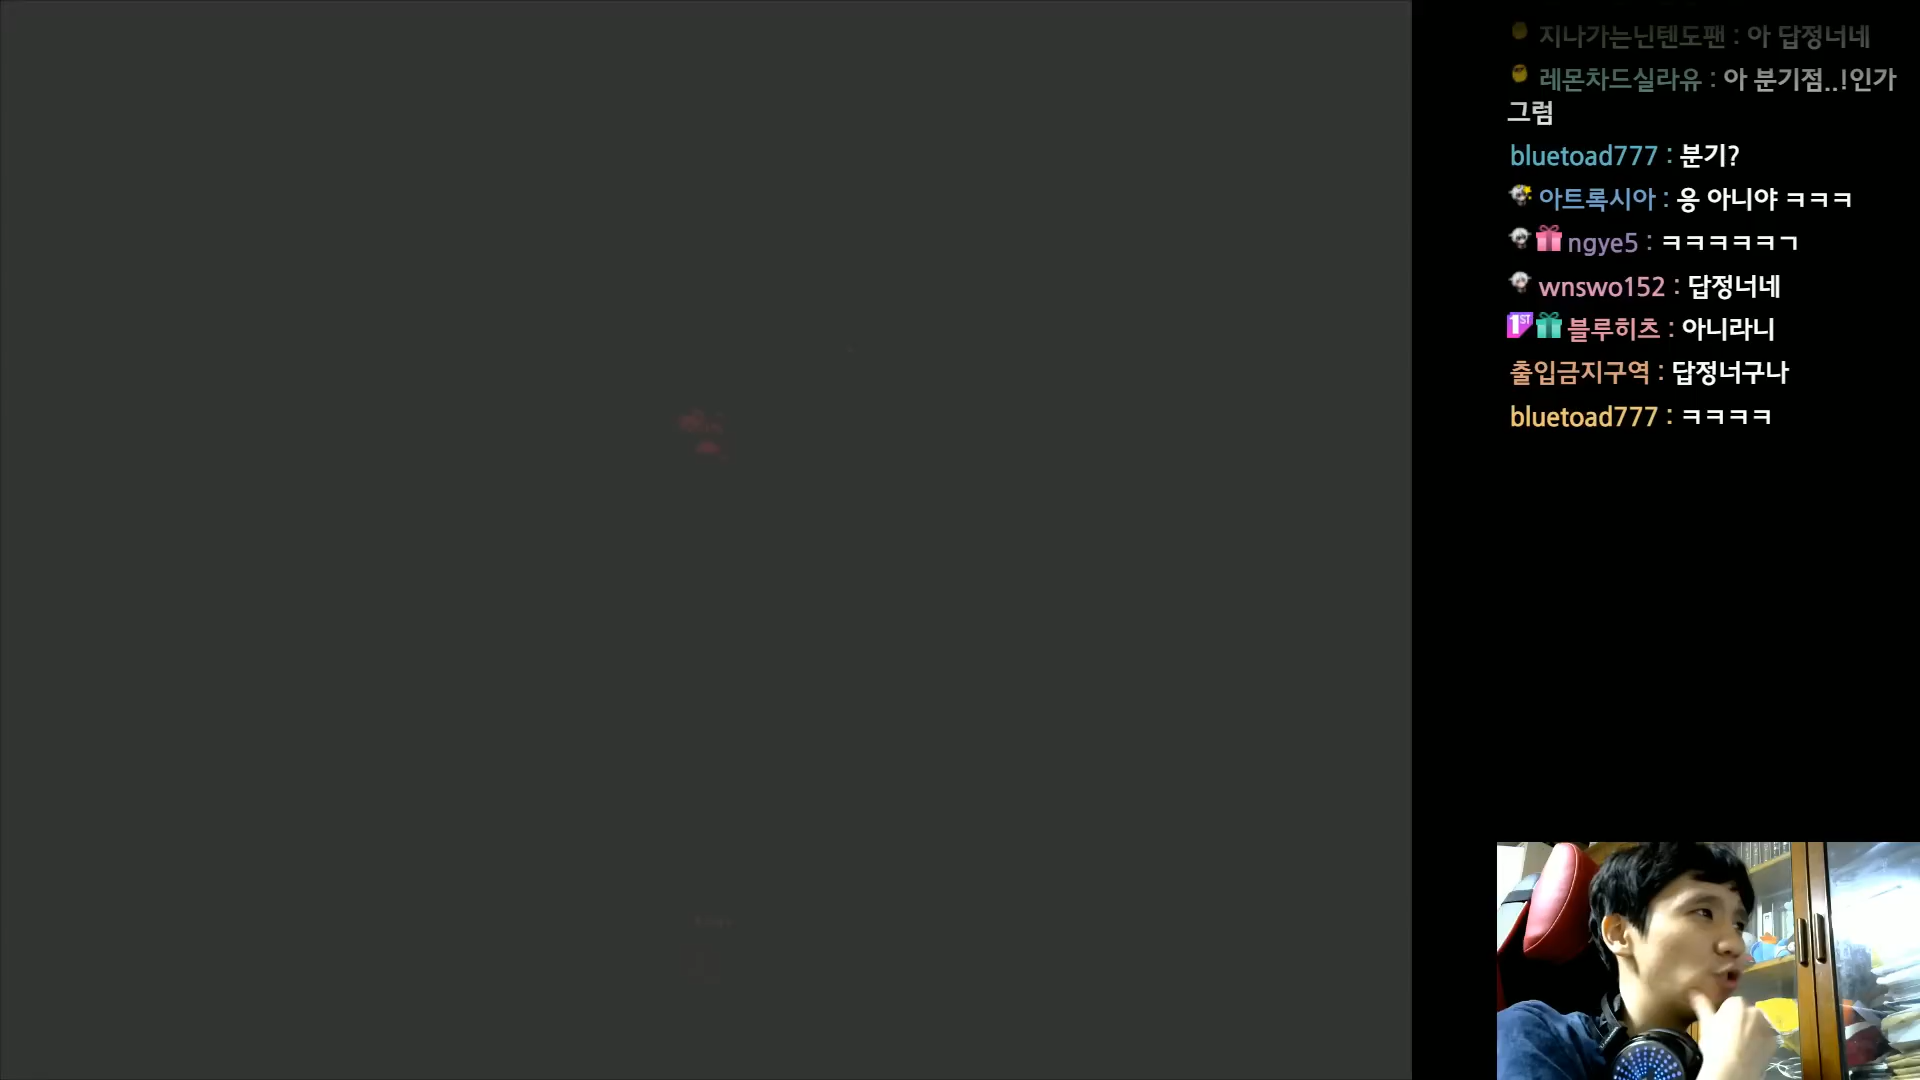 지나가는닌텐도팬 : 아 답정너네
레몬차드실라유 : 아 분기점..!인가
그럼
bluetoad777 : 분기?
아트록시아 : 응 아니야 ㅋㅋㅋ
ngye5 : ㅋㅋㅋㅋㅋㄱ
wnswo152 : 답정너네
1ST 블루히츠 : 아니라니
출입금지구역 : 답정너구나
bluetoad777 : ㅋㅋㅋㅋ